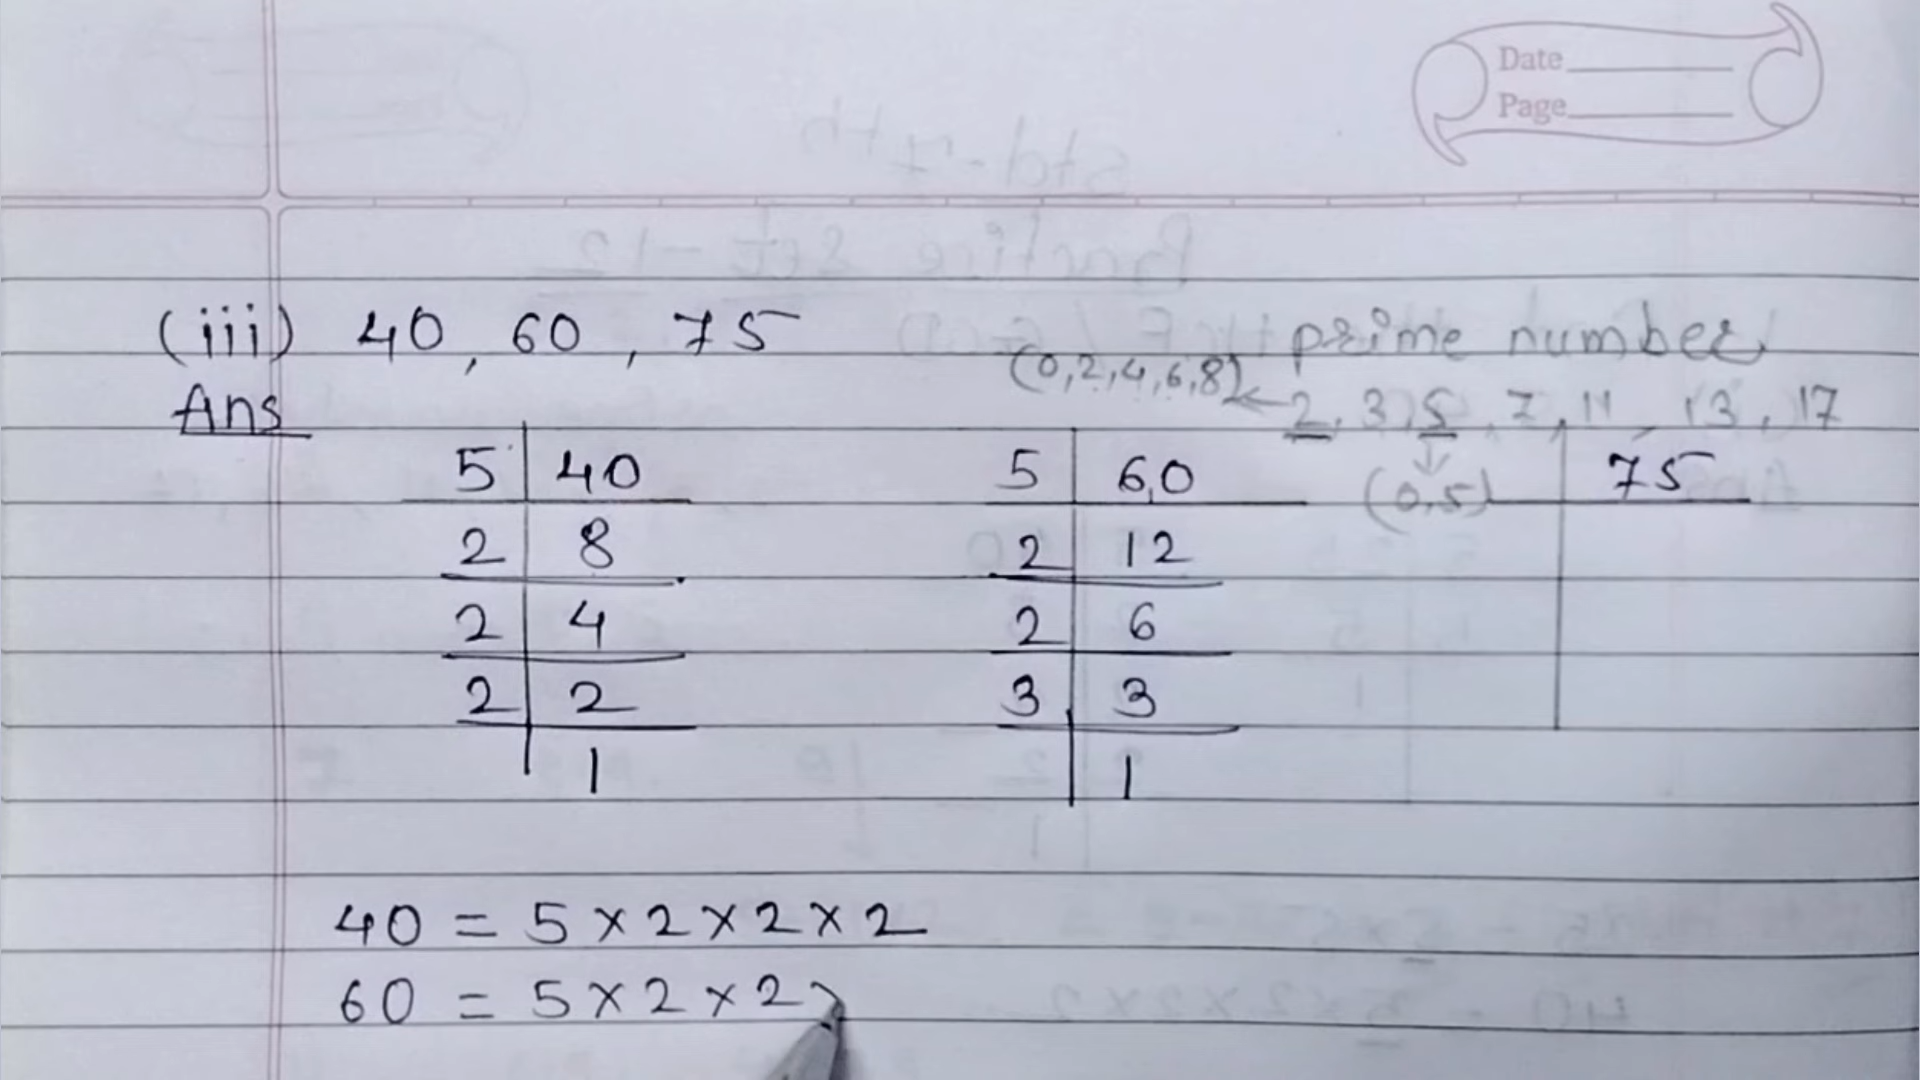 Date
Page
(iii) 40, 60, 75
prime number
(0,2,4,6,8) ← 2, 3, 5, 7, 11, 13, 17
Ans
↓
(0,5)
5 | 40
2 | 8
2 | 4
2 | 2
1
5 | 60
2 | 12
2 | 6
3 | 3
1
75
40 = 5 × 2 × 2 × 2
60 = 5 × 2 × 2